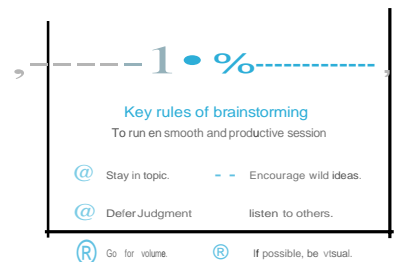 ,-----1•%------------,
Key rules of brainstorming
To run en smooth and productive session
@ Stay in topic. - - Encourage wild ideas.
@ Defer Judgment listen to others.
® Go for volume. ® If possible, be vtsual.